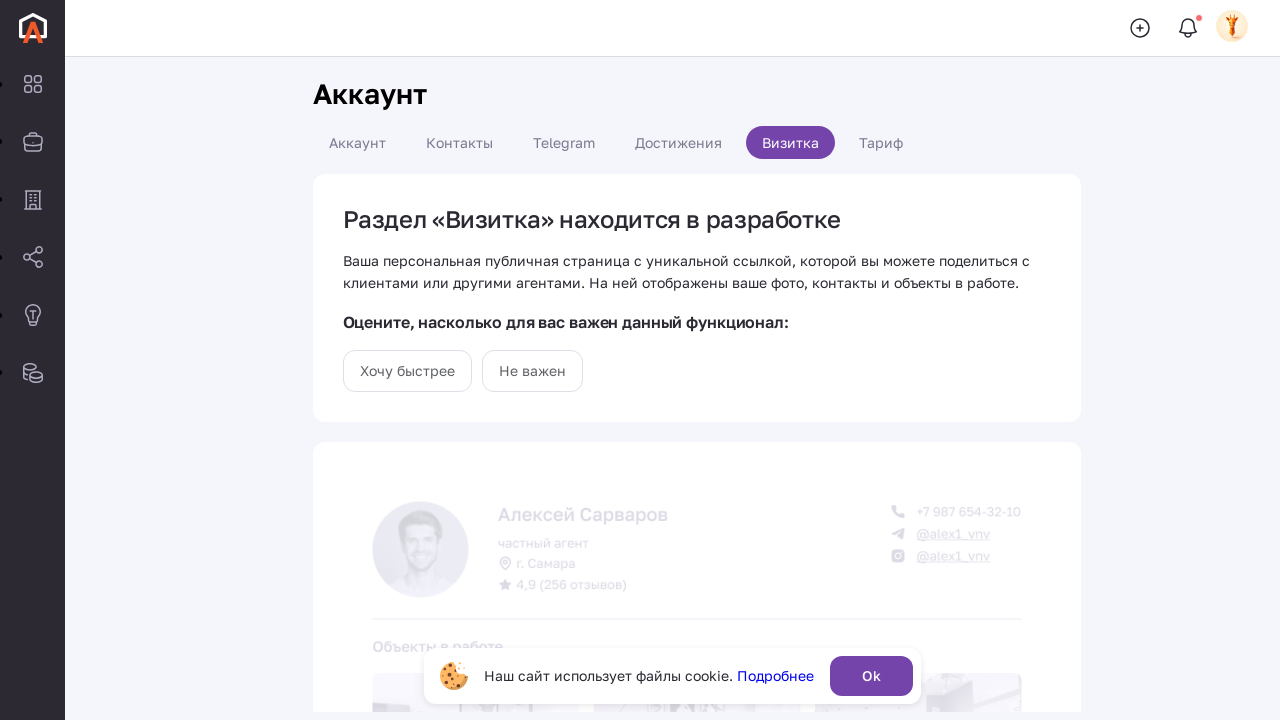 Аккаунт
Аккаунт Контакты Telegram Достижения Визитка Тариф
Раздел «Визитка» находится в разработке
Ваша персональная публичная страница с уникальной ссылкой, которой вы можете поделиться с
клиентами или другими агентами. На ней отображены ваше фото, контакты и объекты в работе.
Оцените, насколько для вас важен данный функционал:
Хочу быстрее Не важен
Алексей Сарваров
частный агент
г. Самара
4,9 (256 отзывов)
+7 987 654-32-10
@alex1_vnv
@alex1_vnv
Объекты в работе
Наш сайт использует файлы cookie. Подробнее Ok